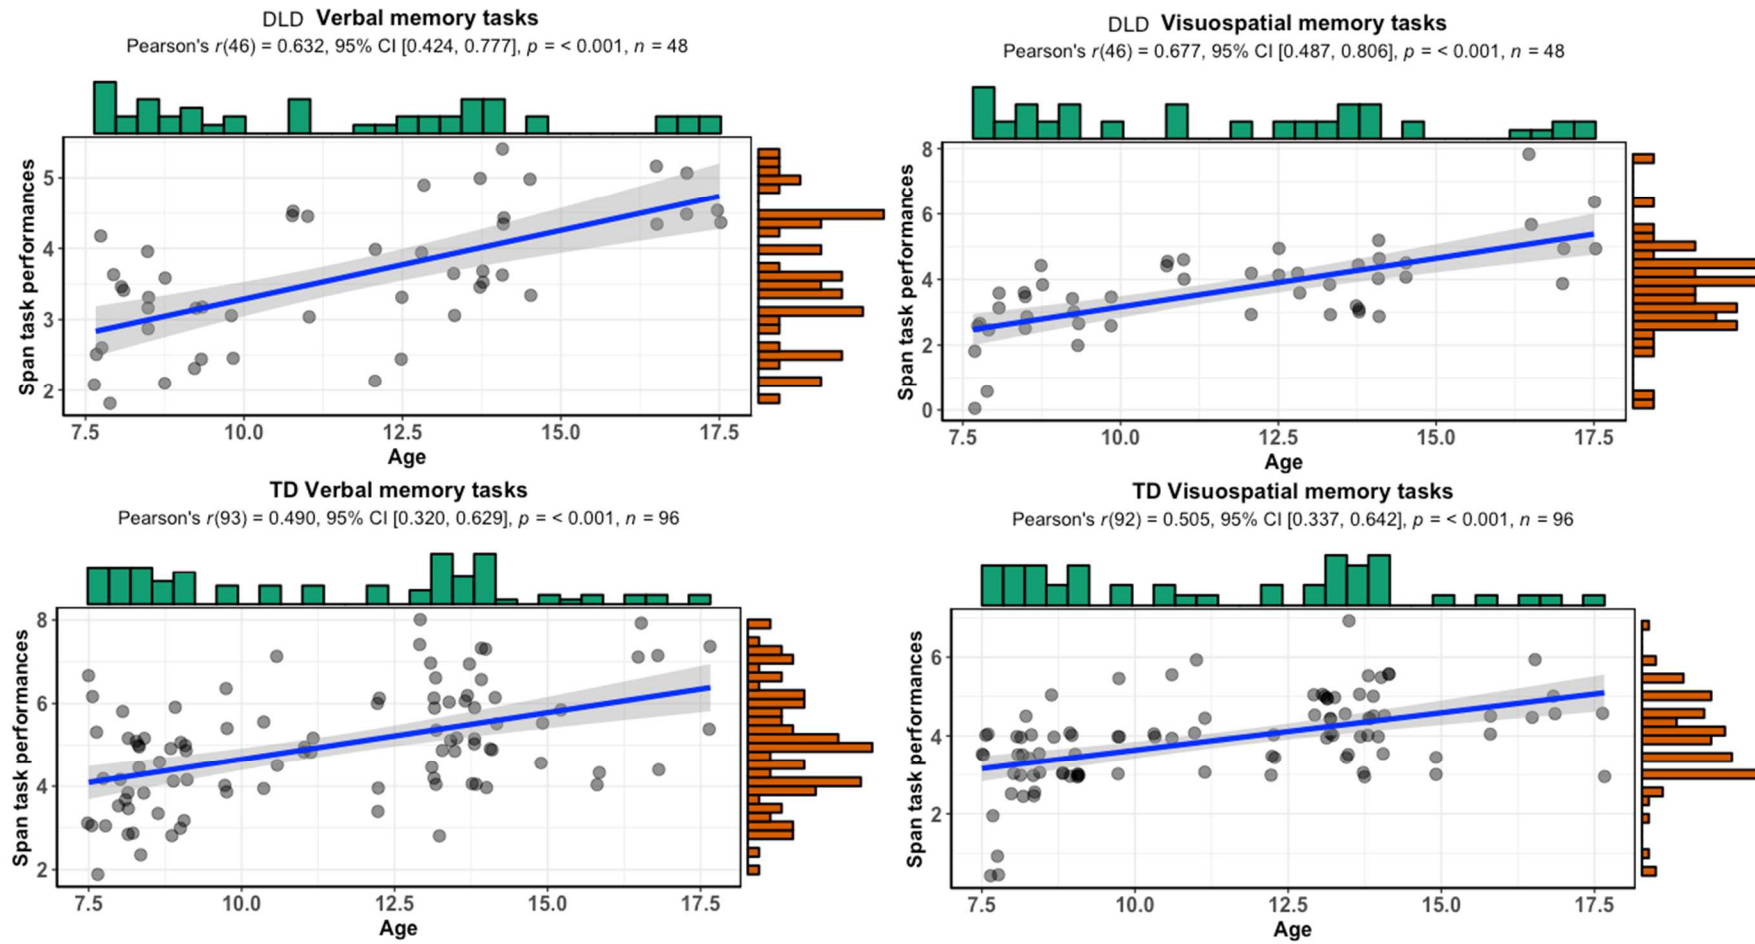 DLD Verbal memory tasks
Pearson's r(46) = 0.632, 95% CI [0.424, 0.777], p = < 0.001, n = 48
Span task performances
5
4
3
2
7.5 10.0 12.5 15.0 17.5
Age
DLD Visuospatial memory tasks
Pearson's r(46) = 0.677, 95% CI [0.487, 0.806], p = < 0.001, n = 48
Span task performances
8
6
4
2
0
7.5 10.0 12.5 15.0 17.5
Age
TD Verbal memory tasks
Pearson's r(93) = 0.490, 95% CI [0.320, 0.629], p = < 0.001, n = 96
Span task performances
8
6
4
2
7.5 10.0 12.5 15.0 17.5
Age
TD Visuospatial memory tasks
Pearson's r(92) = 0.505, 95% CI [0.337, 0.642], p = < 0.001, n = 96
Span task performances
6
4
2
7.5 10.0 12.5 15.0 17.5
Age